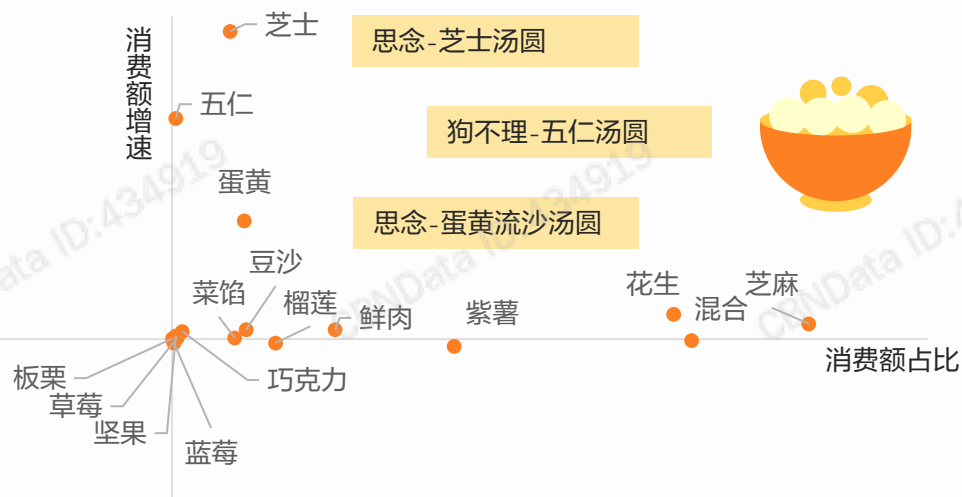 消费额增速
芝士
思念-芝士汤圆
五仁
狗不理-五仁汤圆
蛋黄
思念-蛋黄流沙汤圆
豆沙
菜馅
榴莲
鲜肉
紫薯
花生
混合
芝麻
消费额占比
板栗
草莓
坚果
蓝莓
巧克力
CBNData ID:434919